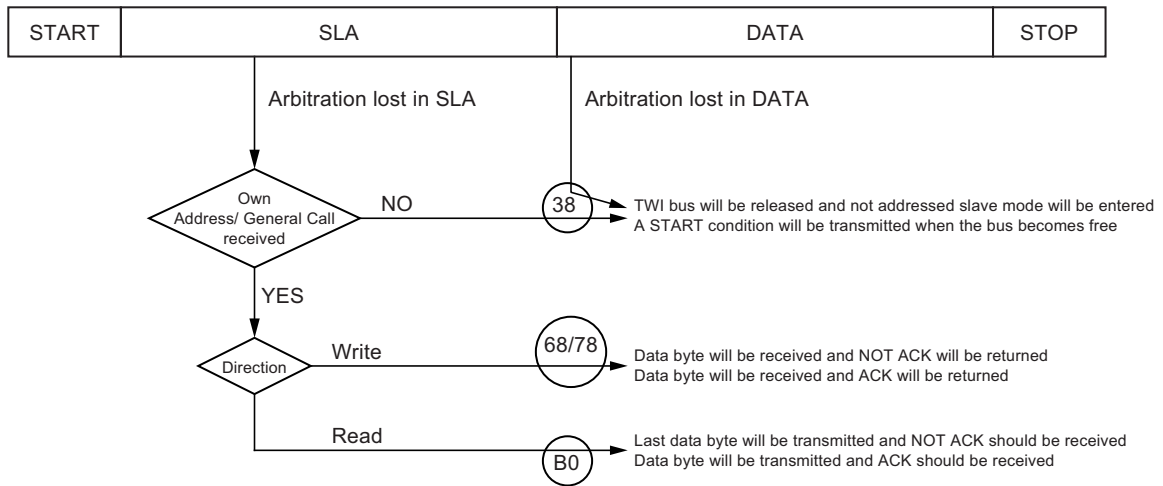 START
SLA
DATA
STOP
Arbitration lost in SLA
Arbitration lost in DATA
Own
Address/ General Call
received
NO
38
TWI bus will be released and not addressed slave mode will be entered
A START condition will be transmitted when the bus becomes free
YES
Direction
Write
68/78
Data byte will be received and NOT ACK will be returned
Data byte will be received and ACK will be returned
Read
B0
Last data byte will be transmitted and NOT ACK should be received
Data byte will be transmitted and ACK should be received